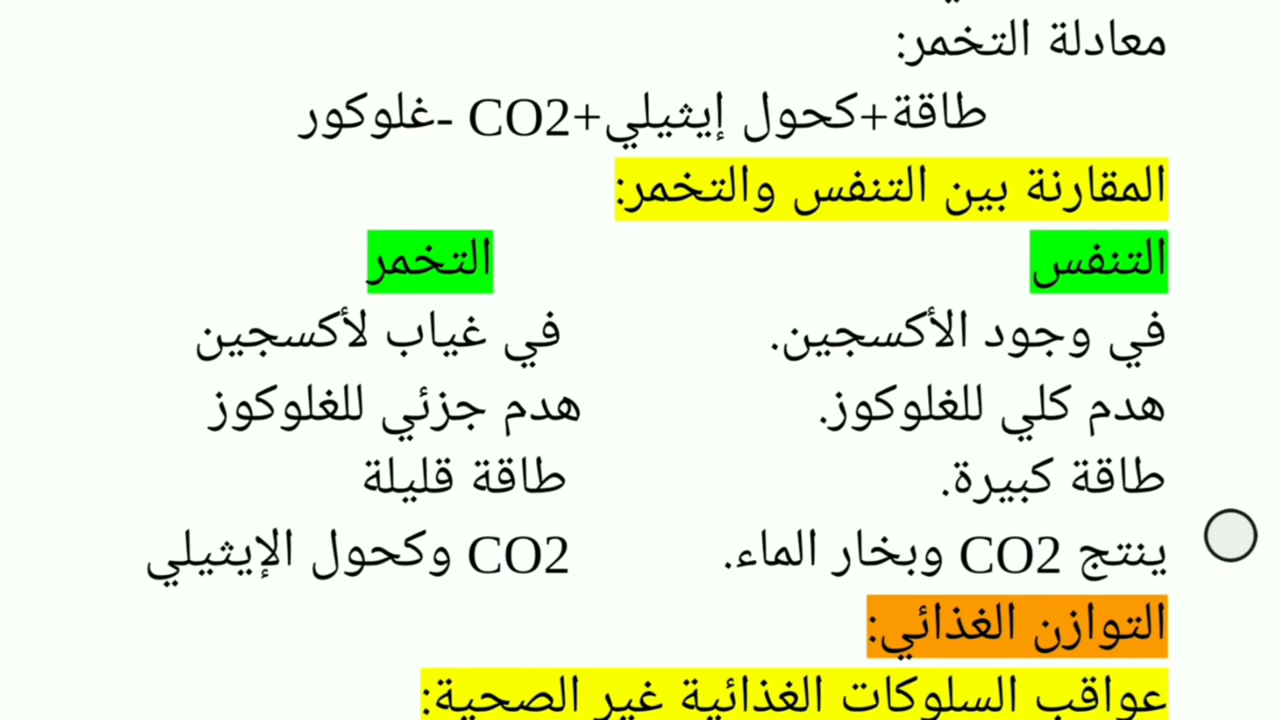 معادلة التخمر:
طاقة+كحول إيثيلي+CO2 -غلوكور
المقارنة بين التنفس والتخمر:
التنفس التخمر
في وجود الأكسجين. في غياب لأكسجين
هدم كلي للغلوكوز. هدم جزئي للغلوكوز
طاقة كبيرة. طاقة قليلة
ينتج CO2 وبخار الماء. CO2 وكحول الإيثيلي
التوازن الغذائي:
عواقب السلوكات الغذائية غير الصحية: